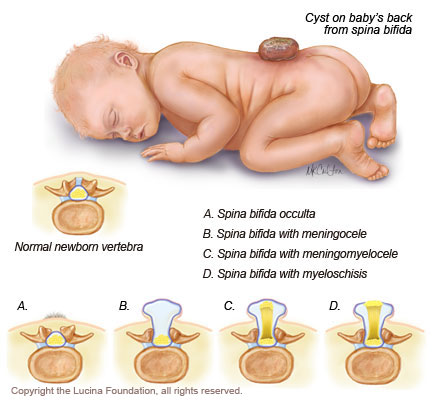 Cyst on baby's back
from spina bifida
Normal newborn vertebra
A. Spina bifida occulta
B. Spina bifida with meningocele
C. Spina bifida with meningomyelocele
D. Spina bifida with myeloschisis
A.
B.
C.
D.
Copyright the Lucina Foundation, all rights reserved.